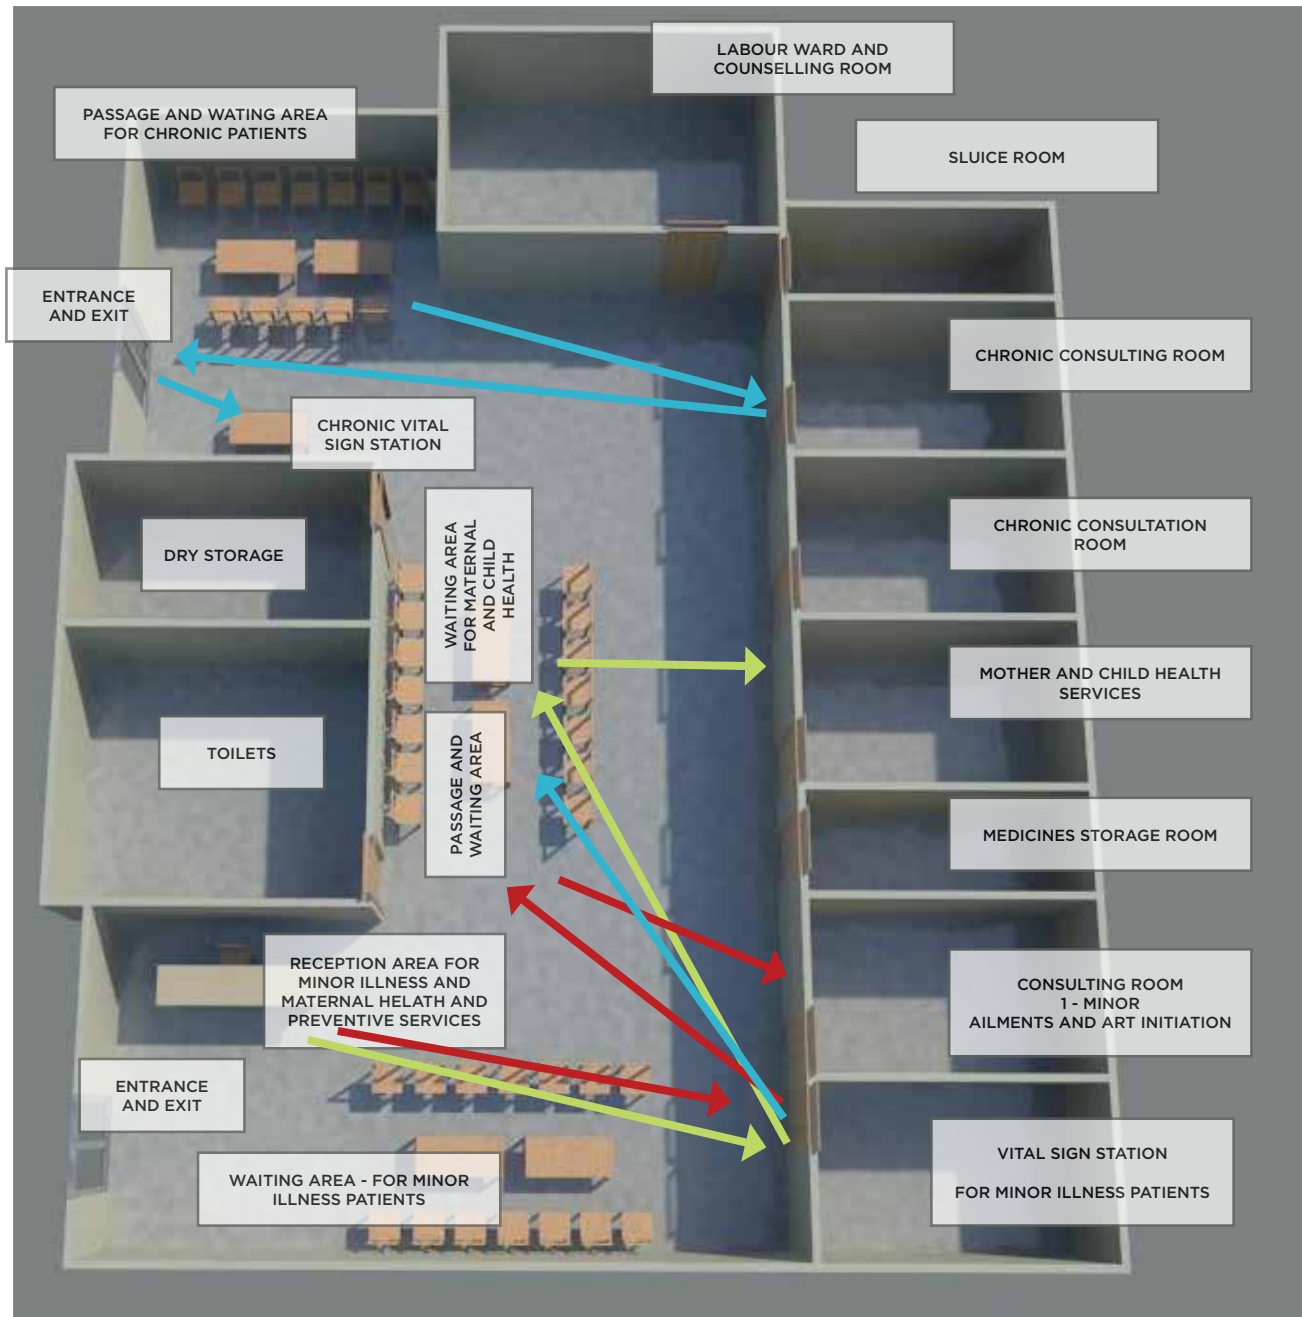 LABOUR WARD AND
COUNSELLING ROOM
PASSAGE AND WATING AREA
FOR CHRONIC PATIENTS
SLUICE ROOM
ENTRANCE
AND EXIT
CHRONIC CONSULTING ROOM
CHRONIC VITAL
SIGN STATION
WAITING AREA
FOR MATERNAL
AND CHILD
HEALTH
CHRONIC CONSULTATION
ROOM
DRY STORAGE
MOTHER AND CHILD HEALTH
SERVICES
TOILETS
PASSAGE AND
WAITING AREA
MEDICINES STORAGE ROOM
RECEPTION AREA FOR
MINOR ILLNESS AND
MATERNAL HELATH AND
PREVENTIVE SERVICES
CONSULTING ROOM
1 - MINOR
AILMENTS AND ART INITIATION
ENTRANCE
AND EXIT
WAITING AREA - FOR MINOR
ILLNESS PATIENTS
VITAL SIGN STATION
FOR MINOR ILLNESS PATIENTS